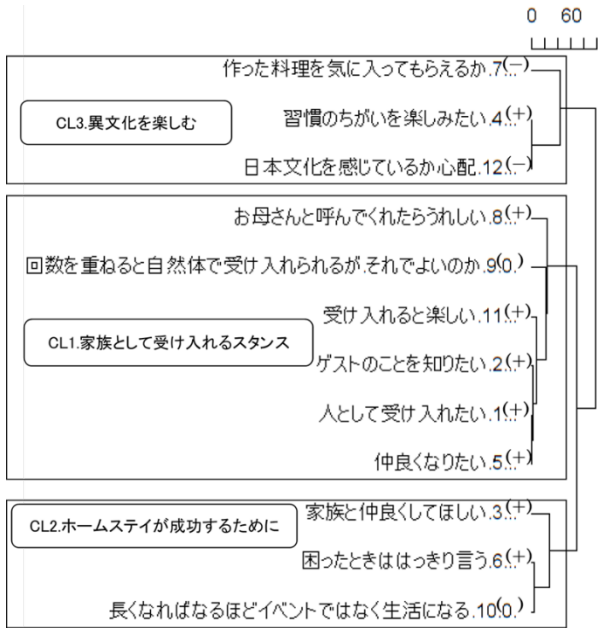 0 60
作った料理を気に入ってもらえるか.7(－)
CL3.異文化を楽しむ
習慣のちがいを楽しみたい.4(＋)
日本文化を感じているか心配.12(－)
お母さんと呼んでくれたらうれしい.8(＋)
回数を重ねると自然体で受け入れられるが.それでよいのか.9(0.)
受け入れると楽しい.11(＋)
CL1.家族として受け入れるスタンス
ゲストのことを知りたい.2(＋)
人として受け入れたい.1(＋)
仲良くなりたい.5(＋)
家族と仲良くしてほしい.3(＋)
CL2.ホームステイが成功するために
困ったときははっきり言う.6(＋)
長くなればなるほどイベントではなく生活になる.10(0.)